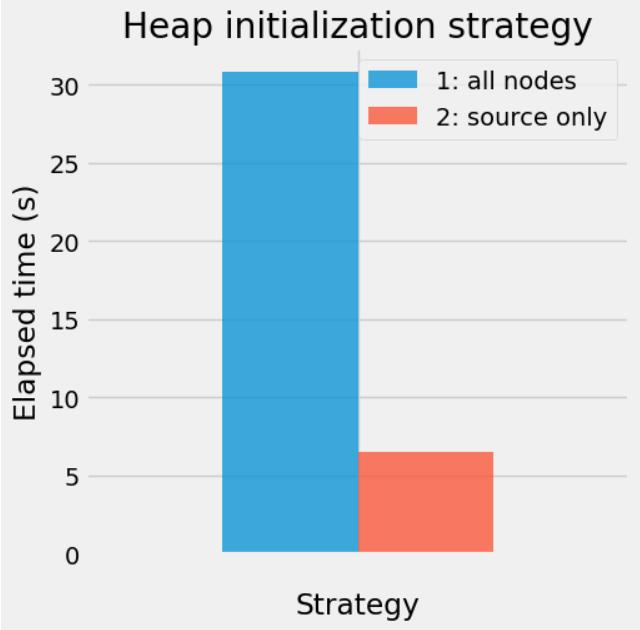 Heap initialization strategy
1: all nodes
2: source only
30
25
20
15
10
5
0
Elapsed time (s)
Strategy